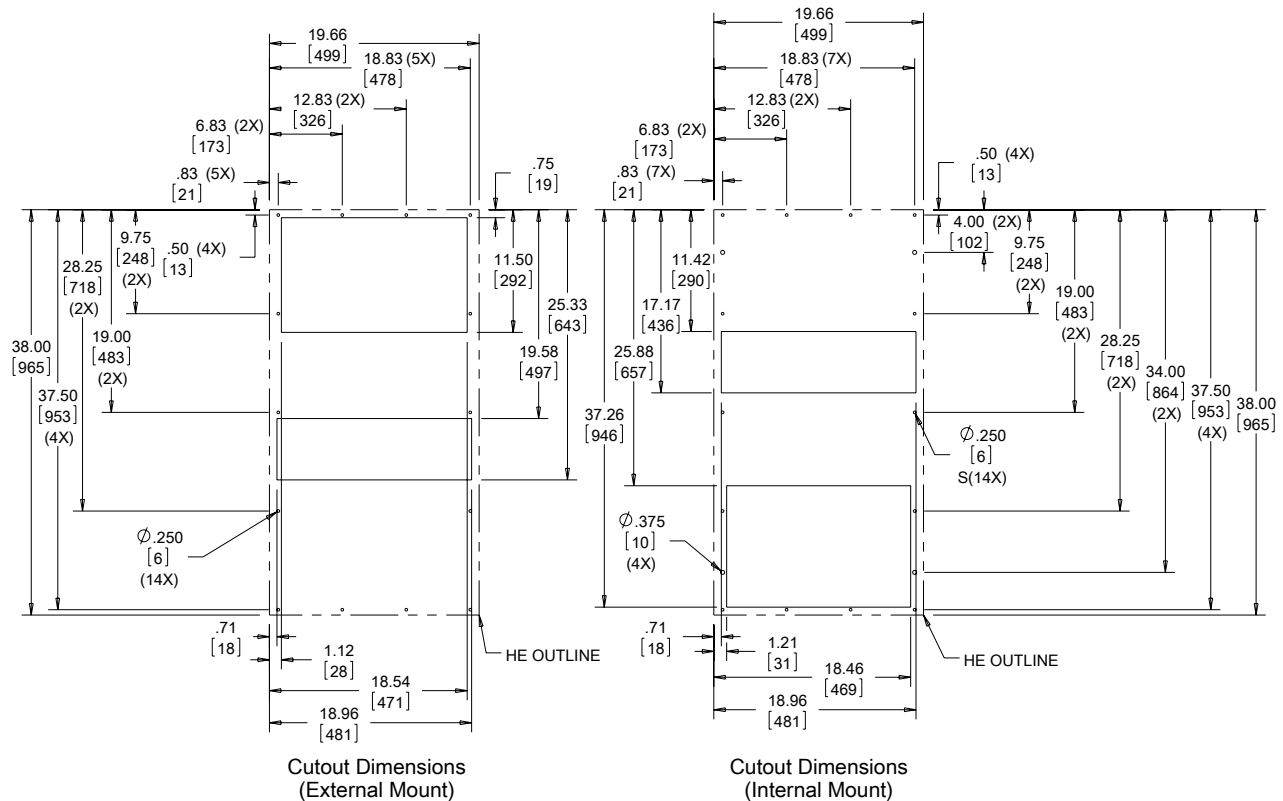 19.66
[499]
18.83 (5X)
[478]
12.83 (2X)
[326]
6.83 (2X)
[173]
.83 (5X)
[21]
.75
[19]
9.75
[248]
(2X)
.50 (4X)
[13]
28.25
[718]
(2X)
19.00
[483]
(2X)
38.00
[965]
37.50
[953]
(4X)
11.50
[292]
25.33
[643]
19.58
[497]
Ø.250
[6]
(14X)
.71
[18]
1.12
[28]
18.54
[471]
18.96
[481]
HE OUTLINE
Cutout Dimensions
(External Mount)
19.66
[499]
18.83 (7X)
[478]
12.83 (2X)
[326]
6.83 (2X)
[173]
.83 (7X)
[21]
.50 (4X)
[13]
4.00 (2X)
[102]
9.75
[248]
(2X)
11.42
[290]
17.17
[436]
19.00
[483]
(2X)
25.88
[657]
28.25
[718]
(2X)
34.00
[864]
(2X)
37.26
[946]
37.50
[953]
(4X)
38.00
[965]
Ø.250
[6]
S(14X)
Ø.375
[10]
(4X)
.71
[18]
1.21
[31]
18.46
[469]
18.96
[481]
HE OUTLINE
Cutout Dimensions
(Internal Mount)